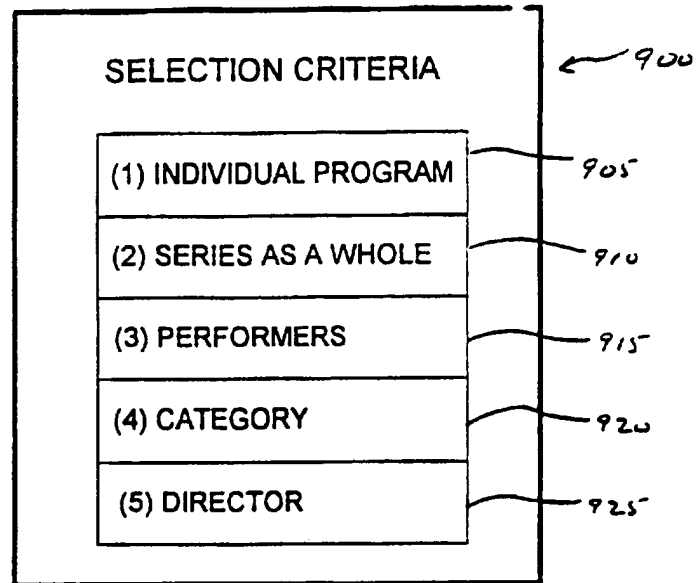 SELECTION CRITERIA
900
(1) INDIVIDUAL PROGRAM
905
(2) SERIES AS A WHOLE
910
(3) PERFORMERS
915
(4) CATEGORY
920
(5) DIRECTOR
925